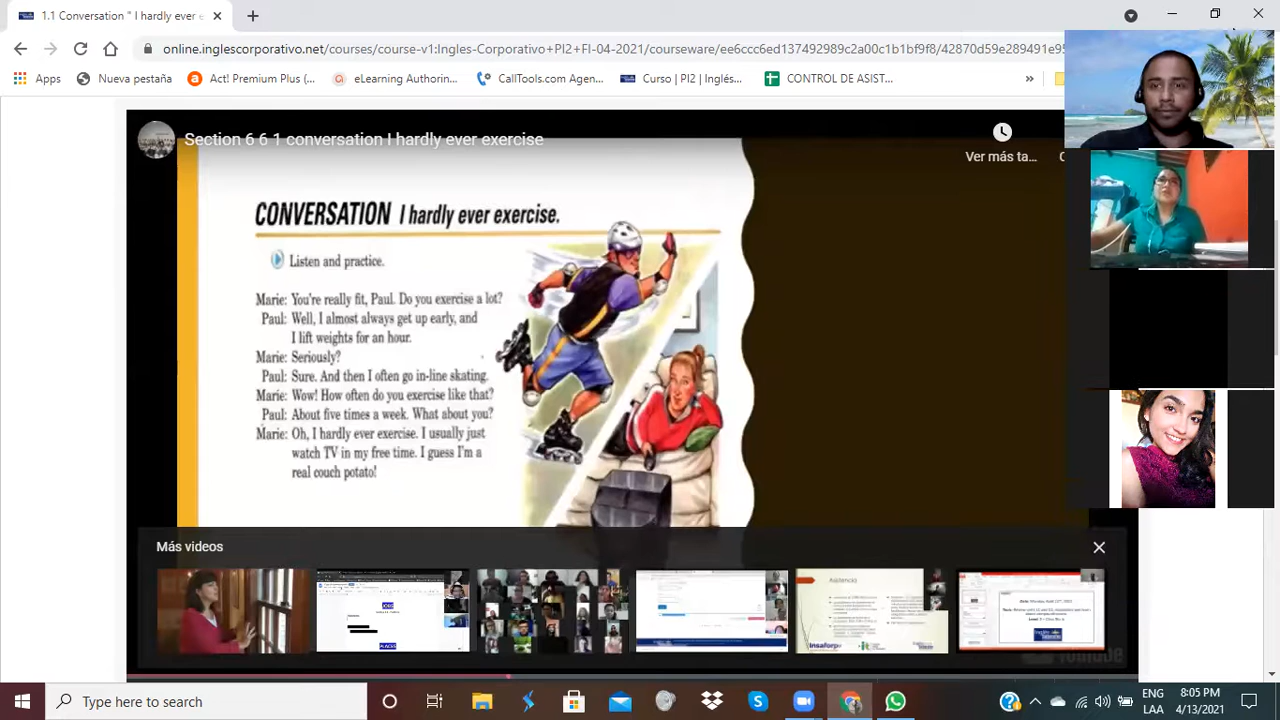 1.1 Conversation " I hardly ever e
online.inglescorporativo.net/courses/course-v1:Ingles-Corporativo+PI2+FI-04-2021/courseware/ee6ccc6ed137492989c2a00c1b1bf9f8/42870d59e289491e95
Apps
Nueva pestaña
Act! Premium Plus (...
eLearning Authorin...
CallTools.com Agen...
Curso | PI2 | Pages...
CONTROL DE ASIST...
»
Section 6 6 1 conversation I hardly ever exercise
Ver más ta...
CONVERSATION I hardly ever exercise.
Listen and practice.
Marie: You're really fit, Paul. Do you exercise a lot?
Paul: Well, I almost always get up early, and
I lift weights for an hour.
Marie: Seriously?
Paul: Sure. And then I often go in-line skating.
Marie: Wow! How often do you exercise like that?
Paul: About five times a week. What about you?
Marie: Oh, I hardly ever exercise. I usually just
watch TV in my free time. I guess I'm a
real couch potato!
Más videos
Asistencia
insaforp
YouTube
Type here to search
ENG
LAA
8:05 PM
4/13/2021